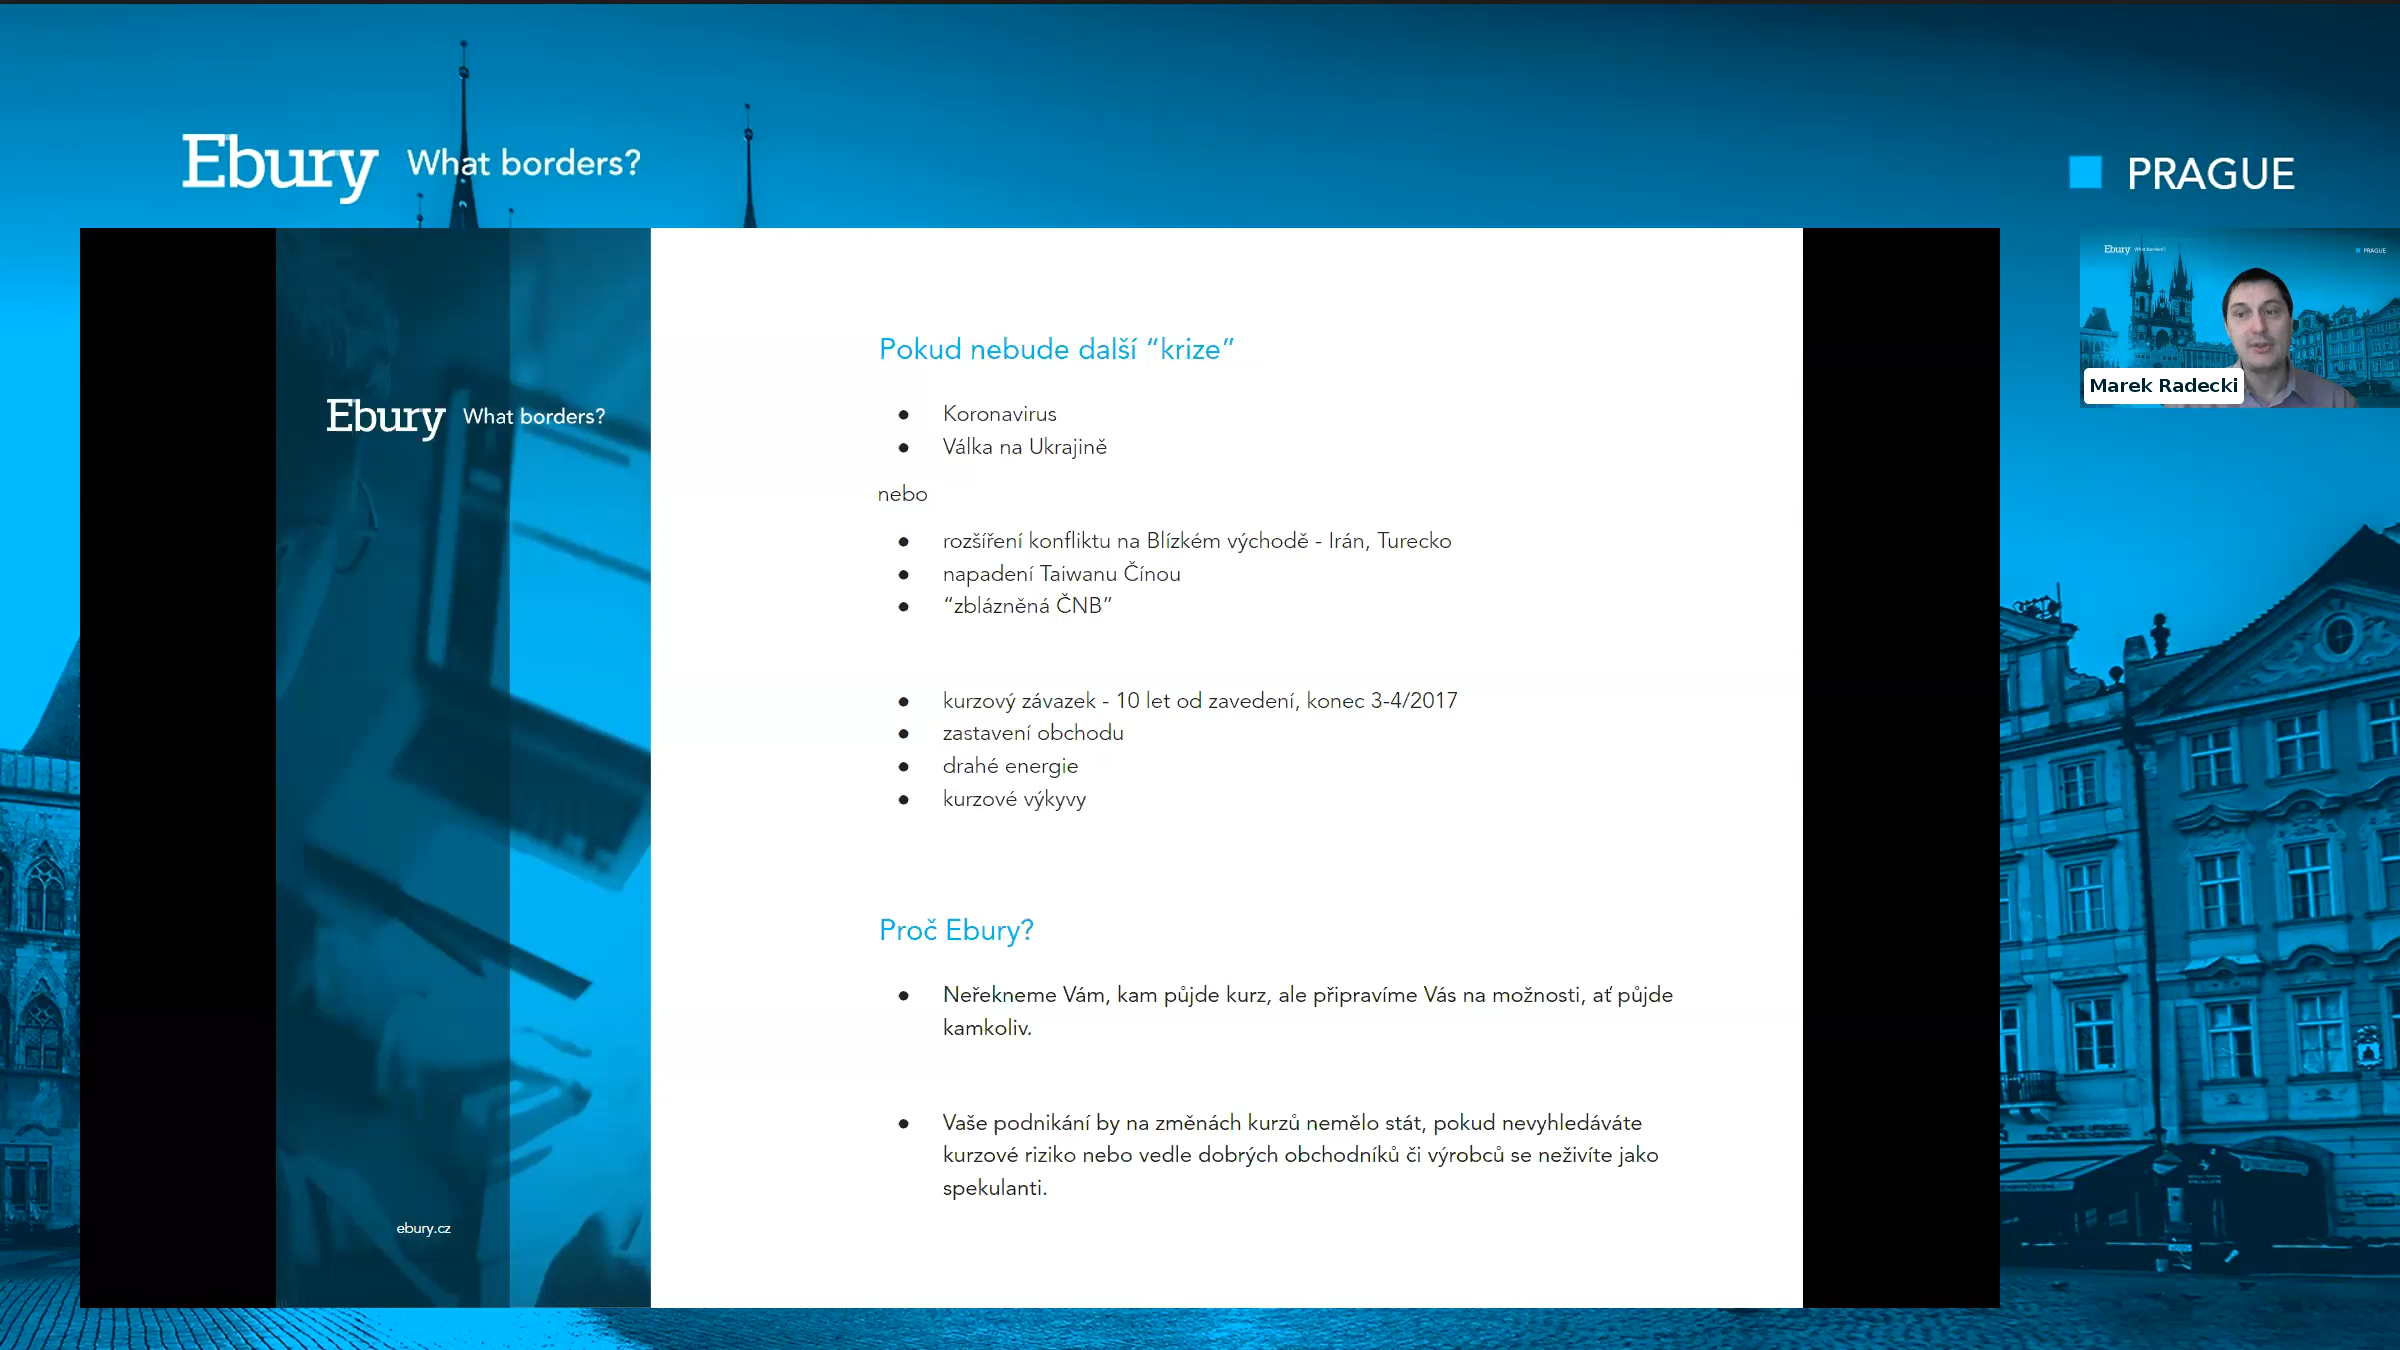 Ebury What borders?
PRAGUE
Ebury What borders?
PRAGUE
Marek Radecki
Ebury What borders?
ebury.cz
Pokud nebude další “krize”
● Koronavirus
● Válka na Ukrajině
nebo
● rozšíření konfliktu na Blízkém východě - Irán, Turecko
● napadení Taiwanu Čínou
● “zblázněná ČNB”
● kurzový závazek - 10 let od zavedení, konec 3-4/2017
● zastavení obchodu
● drahé energie
● kurzové výkyvy
Proč Ebury?
● Neřekneme Vám, kam půjde kurz, ale připravíme Vás na možnosti, ať půjde
kamkoliv.
● Vaše podnikání by na změnách kurzů nemělo stát, pokud nevyhledáváte
kurzové riziko nebo vedle dobrých obchodníků či výrobců se neživíte jako
spekulanti.